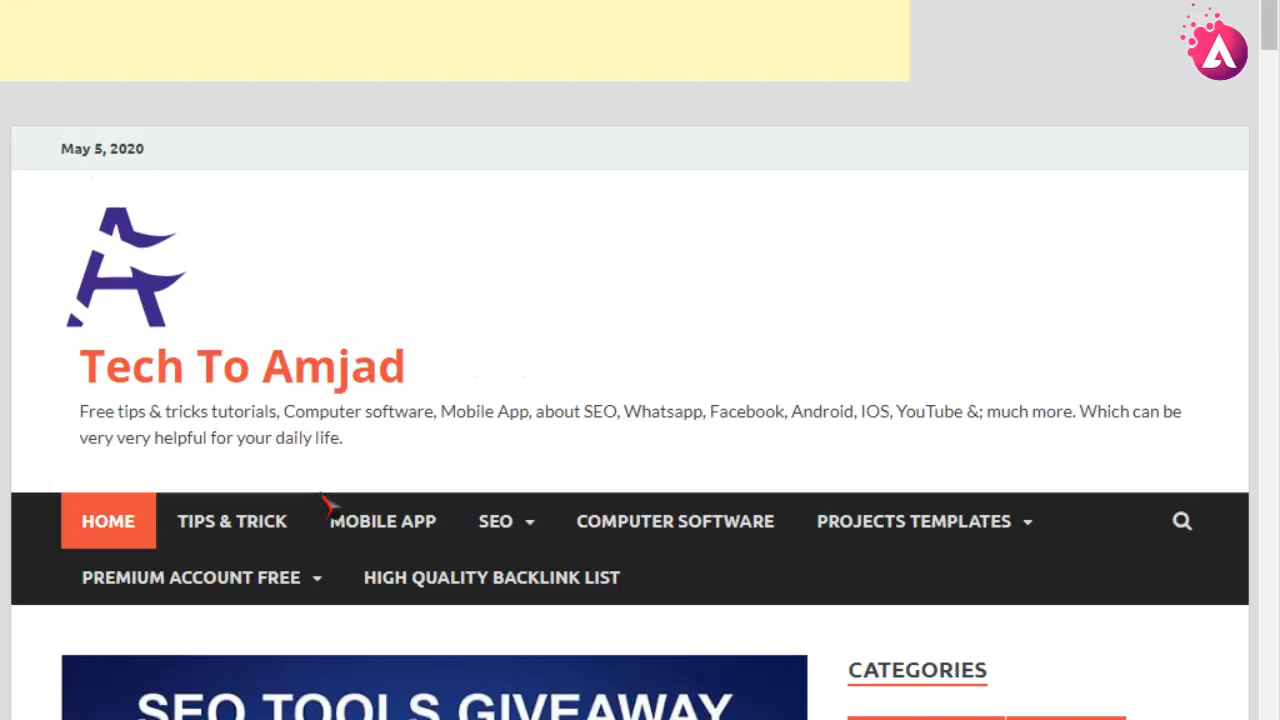 May 5, 2020
Tech To Amjad
Free tips & tricks tutorials, Computer software, Mobile App, about SEO, Whatsapp, Facebook, Android, IOS, YouTube &; much more. Which can be
very very helpful for your daily life.
HOME TIPS & TRICK MOBILE APP SEO COMPUTER SOFTWARE PROJECTS TEMPLATES
PREMIUM ACCOUNT FREE HIGH QUALITY BACKLINK LIST
SEO TOOLS GIVEAWAY
CATEGORIES